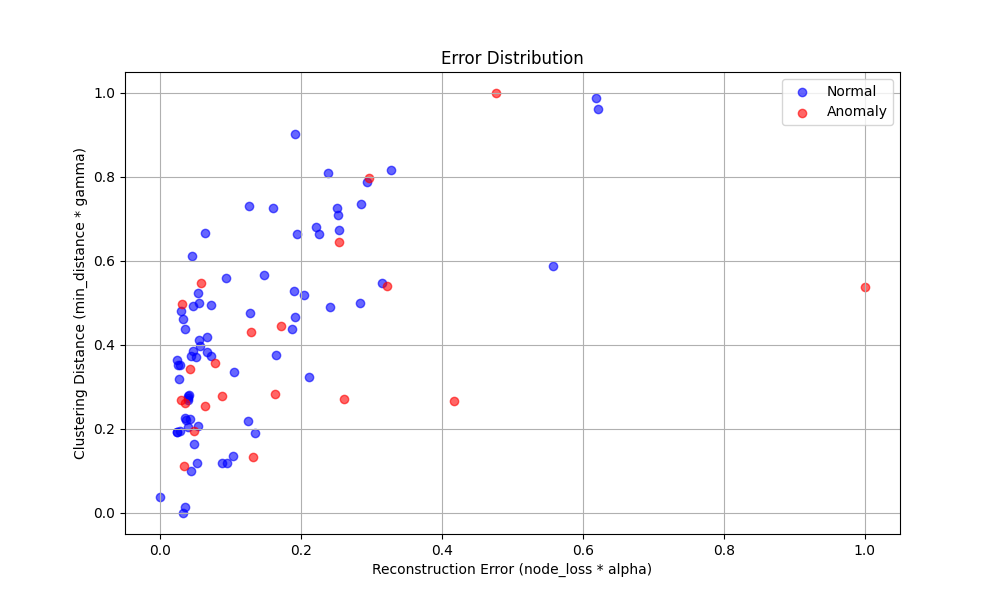 Error Distribution
Normal
Anomaly
1.0
0.8
0.6
0.4
0.2
0.0
Clustering Distance (min_distance * gamma)
0.0 0.2 0.4 0.6 0.8 1.0
Reconstruction Error (node_loss * alpha)